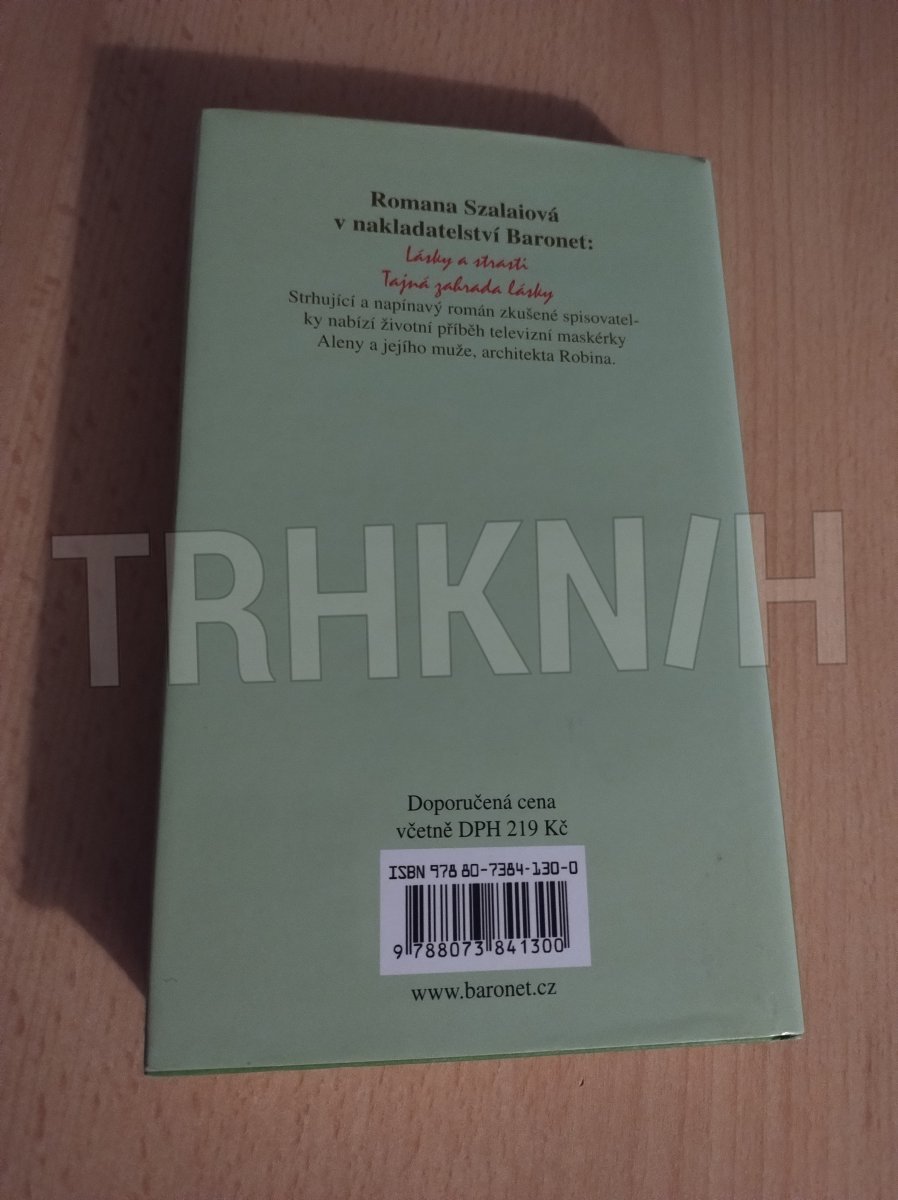 Romana Szalaiová
v nakladatelství Baronet:
Lásky a strasti
Tajná zahrada lásky
Strhující a napínavý román zkušené spisovatel-
ky nabízí životní příběh televizní maskérky
Aleny a jejího muže, architekta Robina.
TRHKN/H
Doporučená cena
včetně DPH 219 Kč
ISBN 978 80-7384-130-0
9 788073 841300
www.baronet.cz